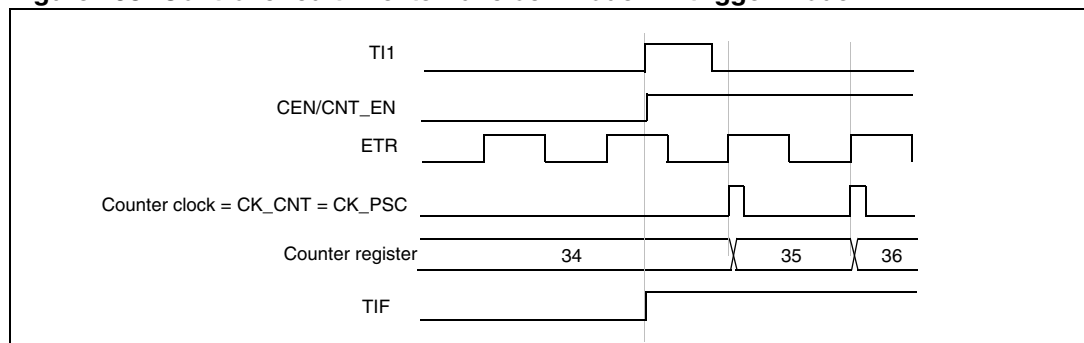 TI1
CEN/CNT_EN
ETR
Counter clock = CK_CNT = CK_PSC
Counter register 34 35 36
TIF